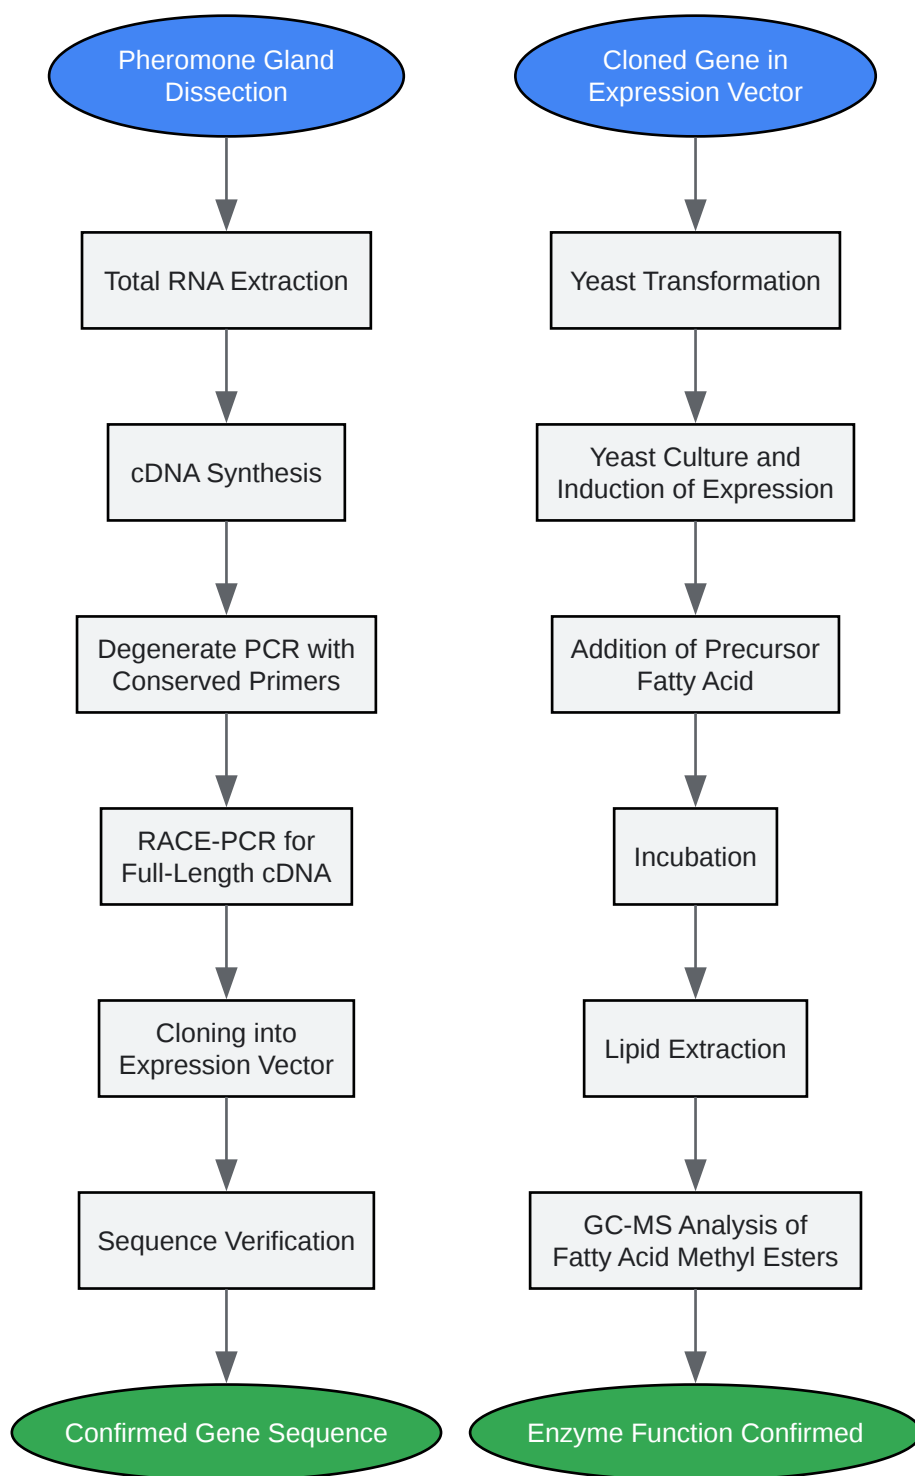 Pheromone Gland
Dissection
Total RNA Extraction
cDNA Synthesis
Degenerate PCR with
Conserved Primers
RACE-PCR for
Full-Length cDNA
Cloning into
Expression Vector
Sequence Verification
Confirmed Gene Sequence
Cloned Gene in
Expression Vector
Yeast Transformation
Yeast Culture and
Induction of Expression
Addition of Precursor
Fatty Acid
Incubation
Lipid Extraction
GC-MS Analysis of
Fatty Acid Methyl Esters
Enzyme Function Confirmed